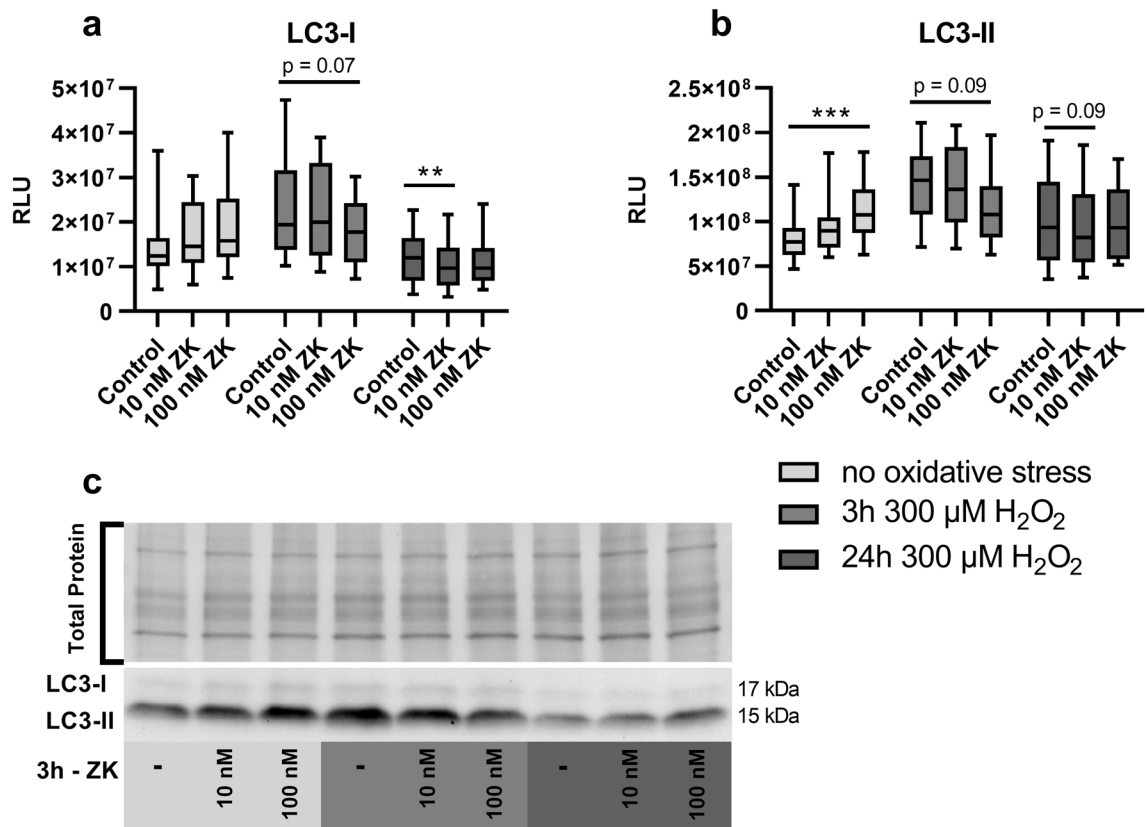 a
LC3-I
p = 0.07
**
RLU
5×10⁷
4×10⁷
3×10⁷
2×10⁷
1×10⁷
0
Control
10 nM ZK
100 nM ZK
Control
10 nM ZK
100 nM ZK
Control
10 nM ZK
100 nM ZK
b
LC3-II
***
p = 0.09
p = 0.09
RLU
2.5×10⁸
2×10⁸
1.5×10⁸
1×10⁸
5×10⁷
0
Control
10 nM ZK
100 nM ZK
Control
10 nM ZK
100 nM ZK
Control
10 nM ZK
100 nM ZK
no oxidative stress
3h 300 µM H₂O₂
24h 300 µM H₂O₂
c
Total Protein
LC3-I
17 kDa
LC3-II
15 kDa
3h - ZK
-
10 nM
100 nM
-
10 nM
100 nM
-
10 nM
100 nM